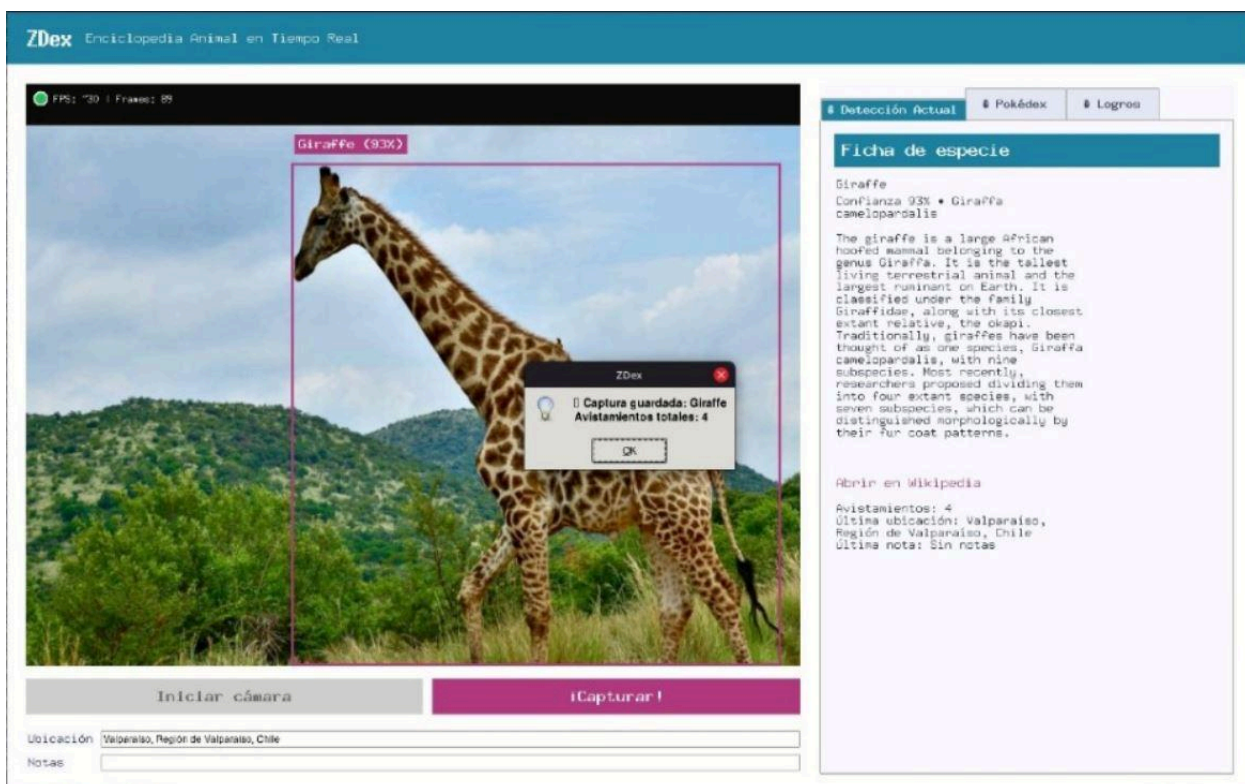 ZDex Enciclopedia Animal en Tiempo Real
FPS: ~30 | Frames: 89
Giraffe (93%)
ZDex
Captura guardada: Giraffe
Avistamientos totales: 4
OK
Iniciar cámara
¡Capturar!
Ubicación Valparaíso, Región de Valparaíso, Chile
Notas
Detección Actual
Pokédex
Logros
Ficha de especie
Giraffe
Confianza 93% • Giraffa
camelopardalis
The giraffe is a large African
hoofed mammal belonging to the
genus Giraffa. It is the tallest
living terrestrial animal and the
largest ruminant on Earth. It is
classified under the family
Giraffidae, along with its closest
extant relative, the okapi.
Traditionally, giraffes have been
thought of as one species, Giraffa
camelopardalis, with nine
subspecies. Most recently,
researchers proposed dividing them
into four extant species, with
seven subspecies, which can be
distinguished morphologically by
their fur coat patterns.
Abrir en Wikipedia
Avistamientos: 4
Última ubicación: Valparaíso,
Región de Valparaíso, Chile
Última nota: Sin notas